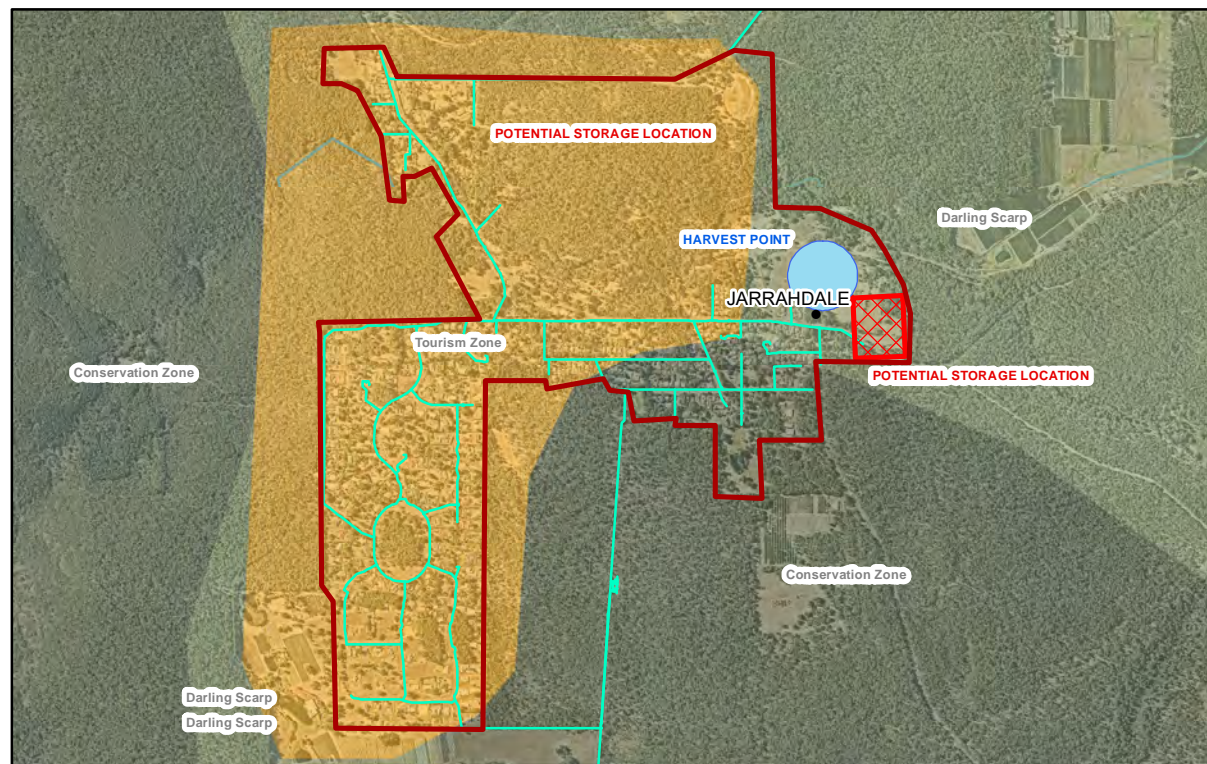 POTENTIAL STORAGE LOCATION
Darling Scarp
HARVEST POINT
JARRAHDALE
Tourism Zone
Conservation Zone
POTENTIAL STORAGE LOCATION
Conservation Zone
Darling Scarp
Darling Scarp